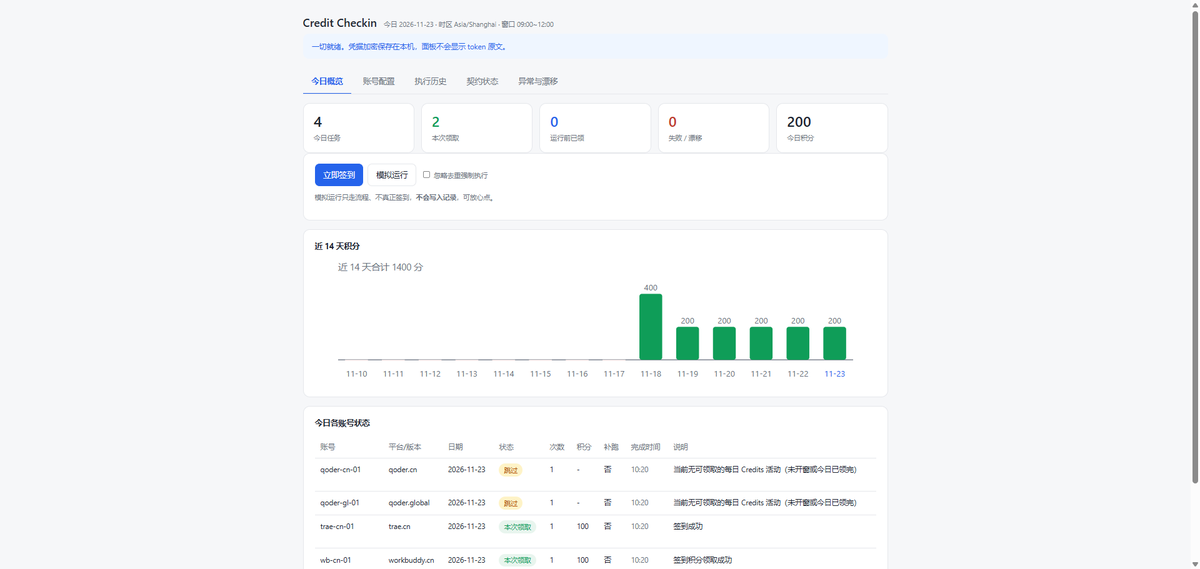 Credit Checkin 今日 2026-11-23 · 时区 Asia/Shanghai · 窗口 09:00~12:00
一切就绪。凭据加密保存在本机，面板不会显示 token 原文。
今日概览 账号配置 执行历史 契约状态 异常与漂移
4 2 0 0 200
今日任务 本次领取 运行前已领 失败 / 漂移 今日积分
立即签到 模拟运行 忽略去重强制执行
模拟运行只走流程、不真正签到，不会写入记录，可放心点。
近 14 天积分
近 14 天合计 1400 分
400
200 200 200 200 200
11-10 11-11 11-12 11-13 11-14 11-15 11-16 11-17 11-18 11-19 11-20 11-21 11-22 11-23
今日各账号状态
账号 平台/版本 日期 状态 次数 积分 补跑 完成时间 说明
qoder-cn-01 qoder.cn 2026-11-23 跳过 1 - 否 10:20 当前无可领取的每日 Credits 活动（未开窗或今日已领完）
qoder-gl-01 qoder.global 2026-11-23 跳过 1 - 否 10:20 当前无可领取的每日 Credits 活动（未开窗或今日已领完）
trae-cn-01 trae.cn 2026-11-23 本次领取 1 100 否 10:20 签到成功
wb-cn-01 workbuddy.cn 2026-11-23 本次领取 1 100 否 10:20 签到积分领取成功